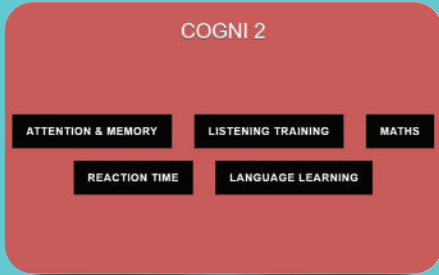 COGNI 2
ATTENTION & MEMORY LISTENING TRAINING MATHS
REACTION TIME LANGUAGE LEARNING